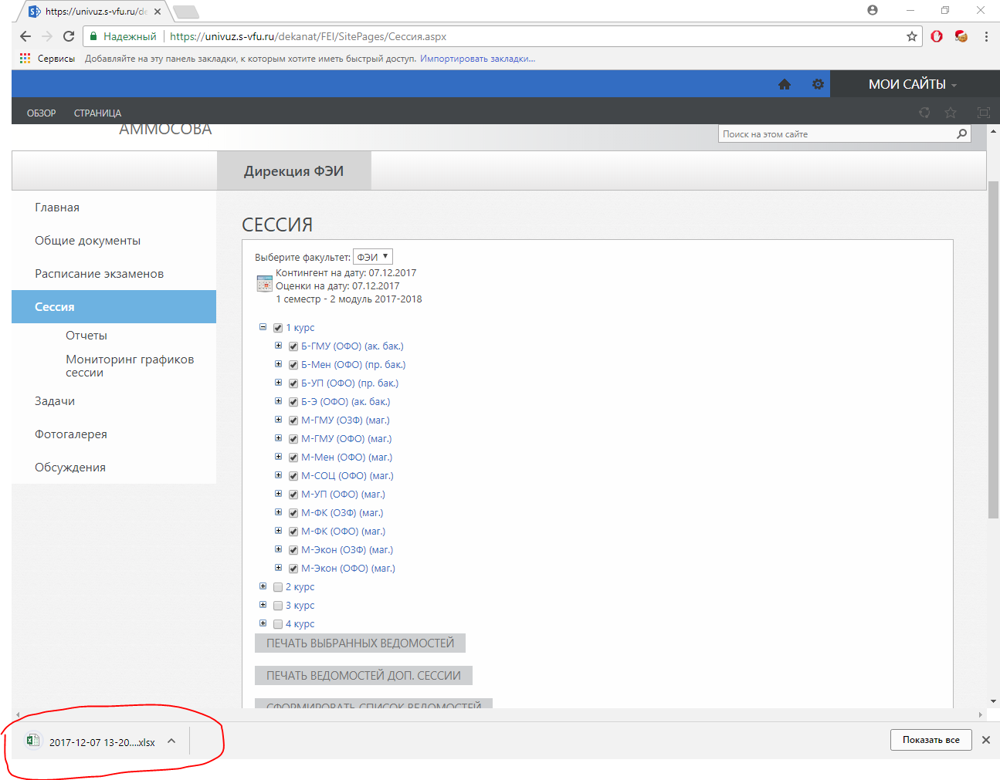 https://univuz.s-vfu.ru/de
Надежный https://univuz.s-vfu.ru/dekanat/FEI/SitePages/Сессия.aspx
Сервисы Добавляйте на эту панель закладки, к которым хотите иметь быстрый доступ. Импортировать закладки...
МОИ САЙТЫ
ОБЗОР СТРАНИЦА
АММОСОВА
Поиск на этом сайте
Дирекция ФЭИ
Главная
Общие документы
Расписание экзаменов
Сессия
Отчеты
Мониторинг графиков
сессии
Задачи
Фотогалерея
Обсуждения
СЕССИЯ
Выберите факультет: ФЭИ
Контингент на дату: 07.12.2017
Оценки на дату: 07.12.2017
1 семестр - 2 модуль 2017-2018
1 курс
Б-ГМУ (ОФО) (ак. бак.)
Б-Мен (ОФО) (пр. бак.)
Б-УП (ОФО) (пр. бак.)
Б-Э (ОФО) (ак. бак.)
М-ГМУ (ОЗФ) (маг.)
М-ГМУ (ОФО) (маг.)
М-Мен (ОФО) (маг.)
М-СОЦ (ОФО) (маг.)
М-УП (ОФО) (маг.)
М-ФК (ОЗФ) (маг.)
М-ФК (ОФО) (маг.)
М-Экон (ОЗФ) (маг.)
М-Экон (ОФО) (маг.)
2 курс
3 курс
4 курс
ПЕЧАТЬ ВЫБРАННЫХ ВЕДОМОСТЕЙ
ПЕЧАТЬ ВЕДОМОСТЕЙ ДОП. СЕССИИ
СФОРМИРОВАТЬ СПИСОК ВЕДОМОСТЕЙ
2017-12-07 13-20....xlsx
Показать все